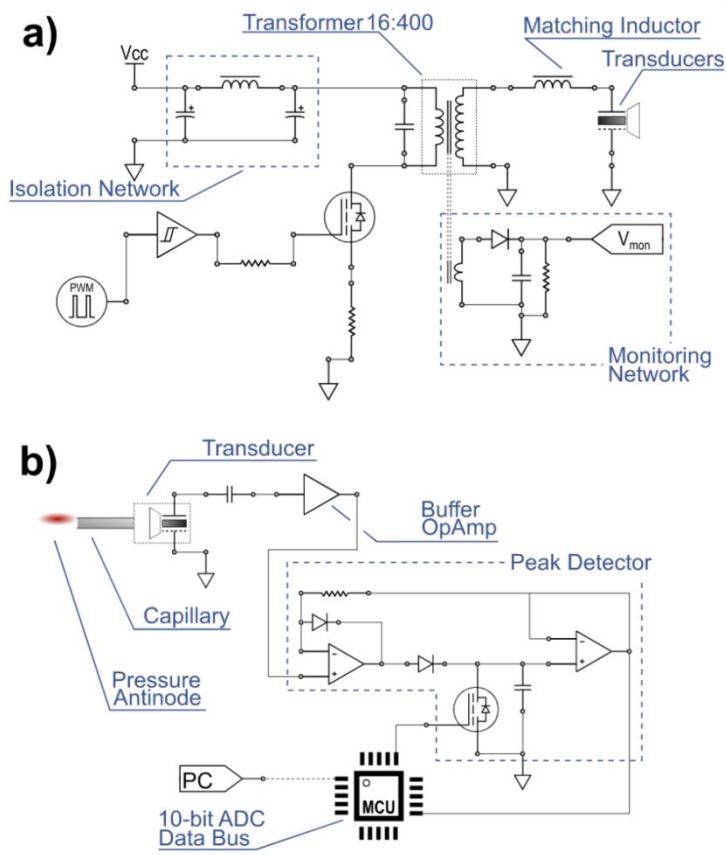 a)
Transformer 16:400
Matching Inductor
Vcc
Transducers
Isolation Network
PWM
Vmon
Monitoring
Network
b)
Transducer
Buffer
OpAmp
Peak Detector
Capillary
Pressure
Antinode
-
+
-
+
PC
MCU
10-bit ADC
Data Bus